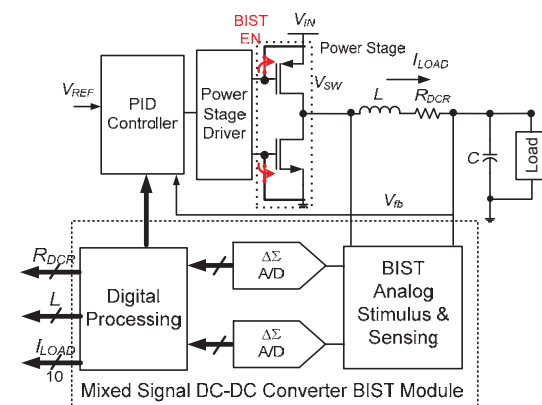 BIST
EN
V_IN
Power Stage
I_LOAD
V_REF
PID
Controller
Power
Stage
Driver
V_SW
L
R_DCR
C
Load
V_fb
R_DCR
L
I_LOAD
10
Digital
Processing
ΔΣ
A/D
ΔΣ
A/D
BIST
Analog
Stimulus &
Sensing
Mixed Signal DC-DC Converter BIST Module